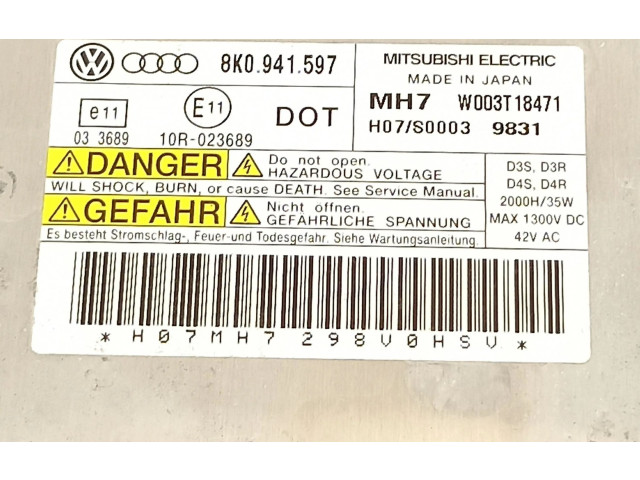 8K0.941.597
MITSUBISHI ELECTRIC
MADE IN JAPAN
e11
E11
DOT
MH7 W003T18471
03 3689
10R-023689
H07/S0003 9831
DANGER
Do not open.
HAZARDOUS VOLTAGE
WILL SHOCK, BURN, or cause DEATH. See Service Manual.
GEFAHR
Nicht öffnen.
GEFÄHRLICHE SPANNUNG
Es besteht Stromschlag-, Feuer-und Todesgefahr. Siehe Wartungsanleitung.
D3S, D3R
D4S, D4R
2000H/35W
MAX 1300V DC
42V AC
*H07MH7298V0HSV*